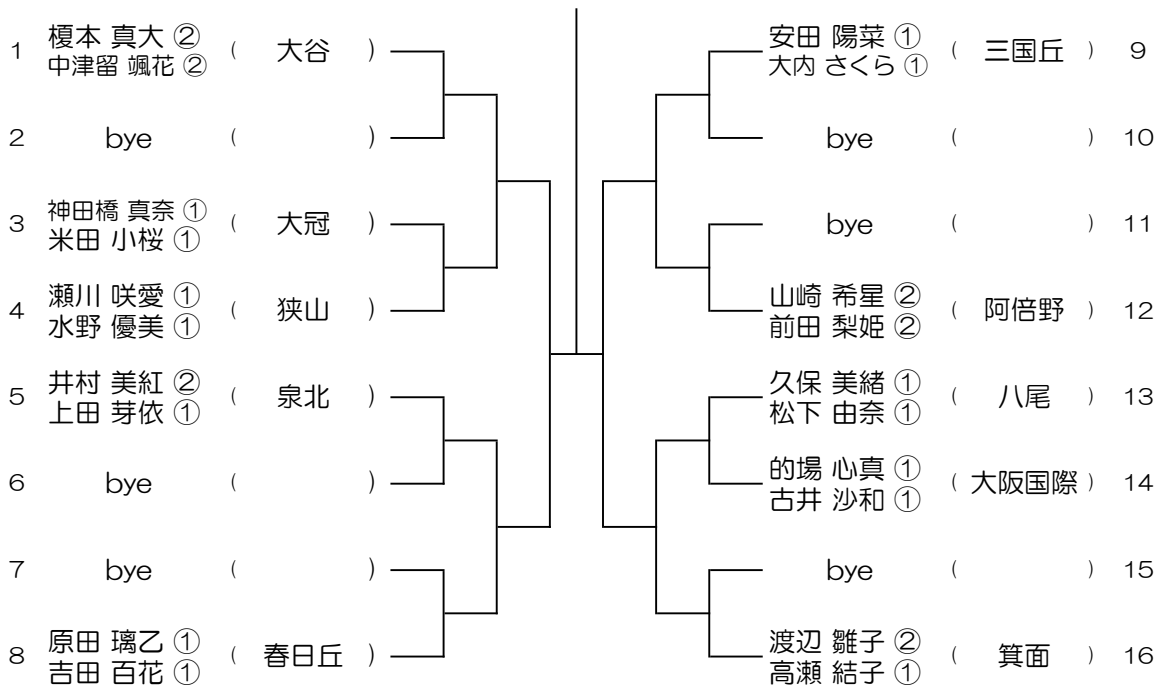 1 榎本 真大 ② ( 大谷 )
中津留 颯花 ②
2 bye ( )
3 神田橋 真奈 ① ( 大冠 )
米田 小桜 ①
4 瀬川 咲愛 ① ( 狭山 )
水野 優美 ①
5 井村 美紅 ② ( 泉北 )
上田 芽依 ①
6 bye ( )
7 bye ( )
8 原田 璃乙 ① ( 春日丘 )
吉田 百花 ①
安田 陽菜 ① ( 三国丘 ) 9
大内 さくら ①
bye ( ) 10
bye ( ) 11
山崎 希星 ② ( 阿倍野 ) 12
前田 梨姫 ②
久保 美緒 ① ( 八尾 ) 13
松下 由奈 ①
的場 心真 ① ( 大阪国際 ) 14
古井 沙和 ①
bye ( ) 15
渡辺 雛子 ② ( 箕面 ) 16
高瀬 結子 ①